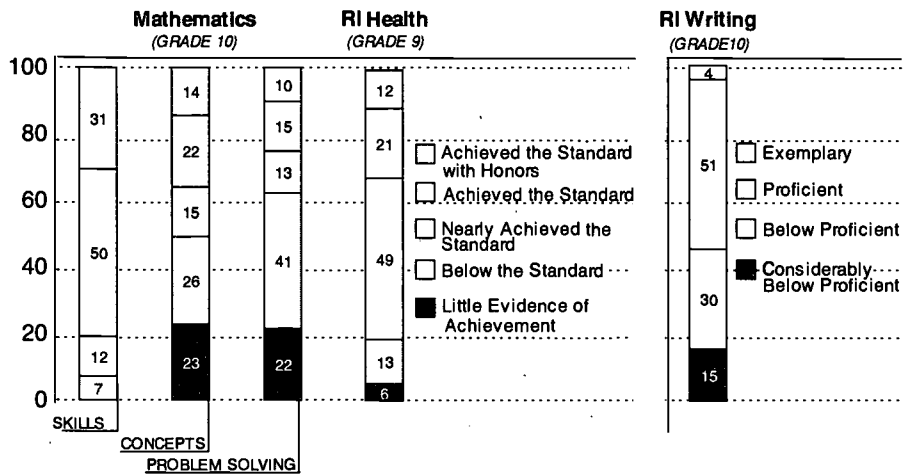 Mathematics
(GRADE 10)
RI Health
(GRADE 9)
RI Writing
(GRADE10)
100
80
60
40
20
0
31
50
12
7
SKILLS
14
22
15
26
23
CONCEPTS
10
15
13
41
22
PROBLEM SOLVING
12
21
49
13
6
Achieved the Standard
with Honors
Achieved the Standard
Nearly Achieved the
Standard
Below the Standard
Little Evidence of
Achievement
4
51
30
15
Exemplary
Proficient
Below Proficient
Considerably
Below Proficient